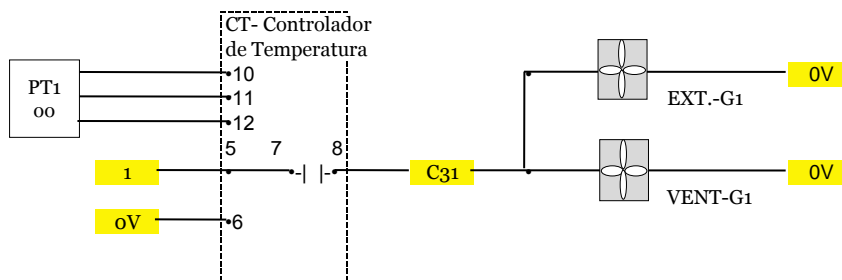 CT- Controlador
de Temperatura
PT1
00
10
11
12
5 7 8
1
C31
0V
6
EXT.-G1
0V
VENT-G1
0V